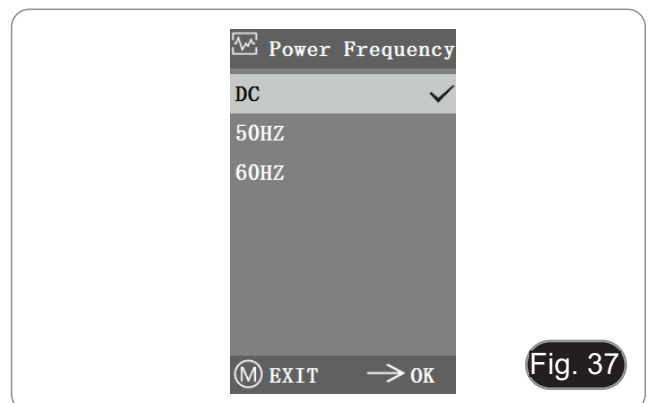 Power Frequency
DC
50HZ
60HZ
M EXIT → OK
Fig. 37